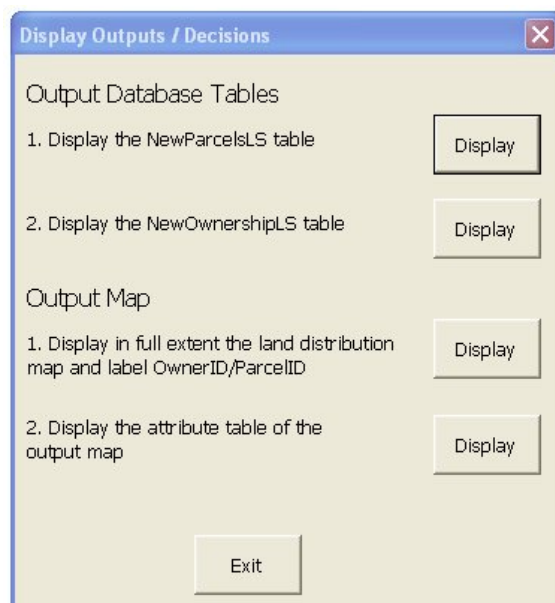 Display Outputs / Decisions
Output Database Tables
1. Display the NewParcelsLS table
Display
2. Display the NewOwnershipLS table
Display
Output Map
1. Display in full extent the land distribution
map and label OwnerID/ParcelID
Display
2. Display the attribute table of the
output map
Display
Exit